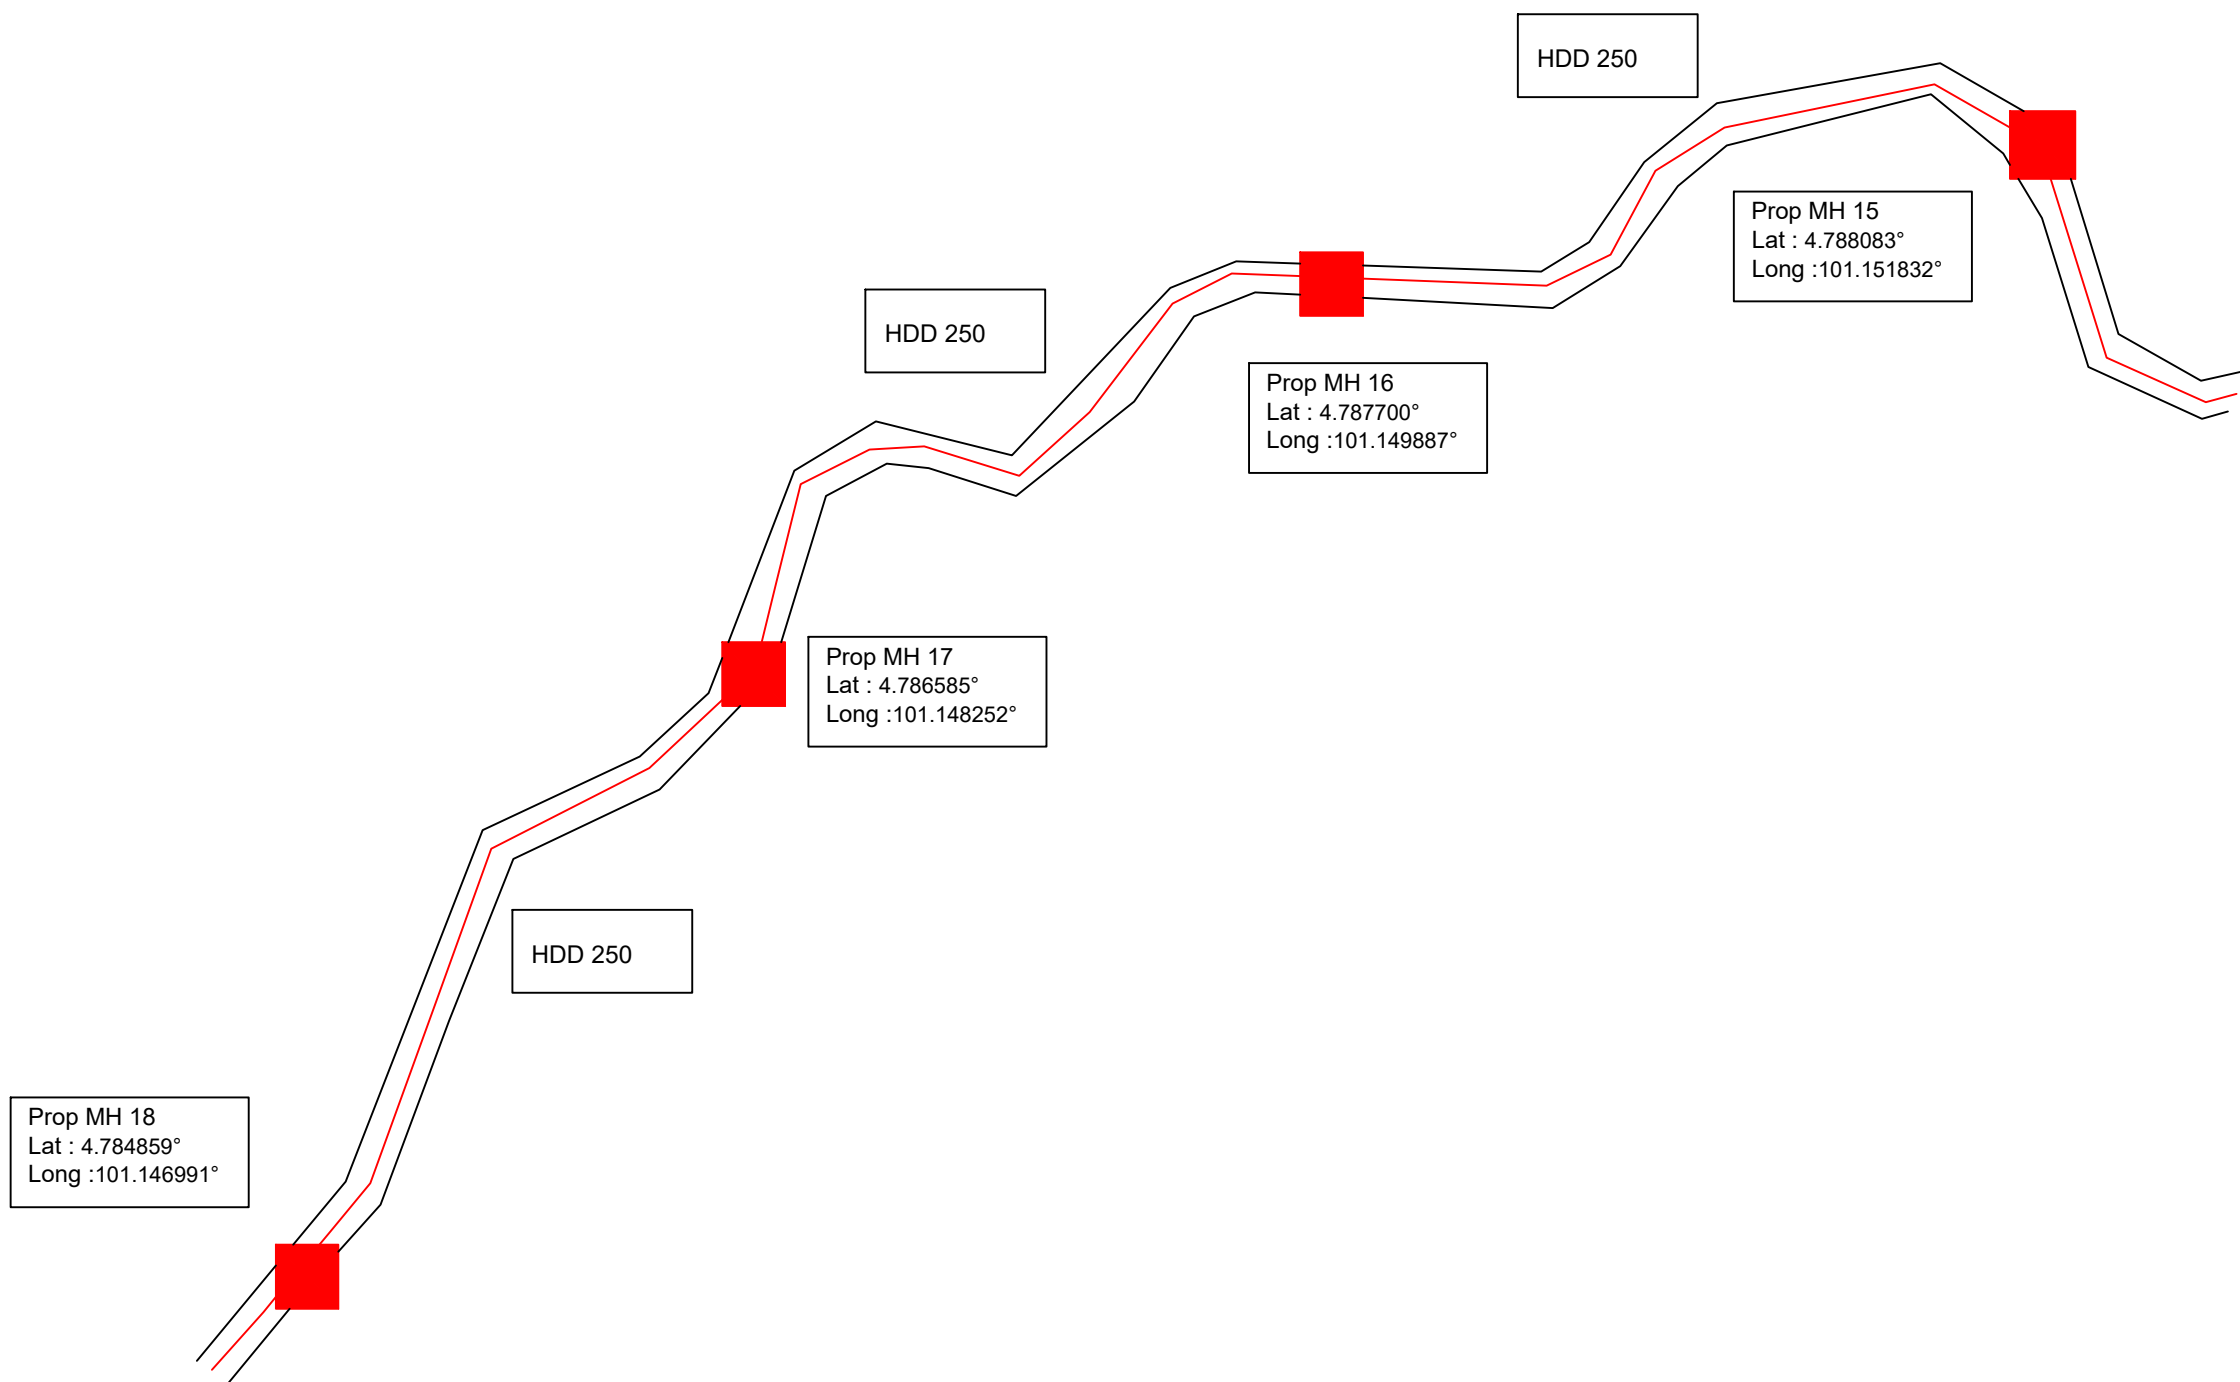 HDD 250
Prop MH 15
Lat : 4.788083°
Long :101.151832°
HDD 250
Prop MH 16
Lat : 4.787700°
Long :101.149887°
Prop MH 17
Lat : 4.786585°
Long :101.148252°
HDD 250
Prop MH 18
Lat : 4.784859°
Long :101.146991°